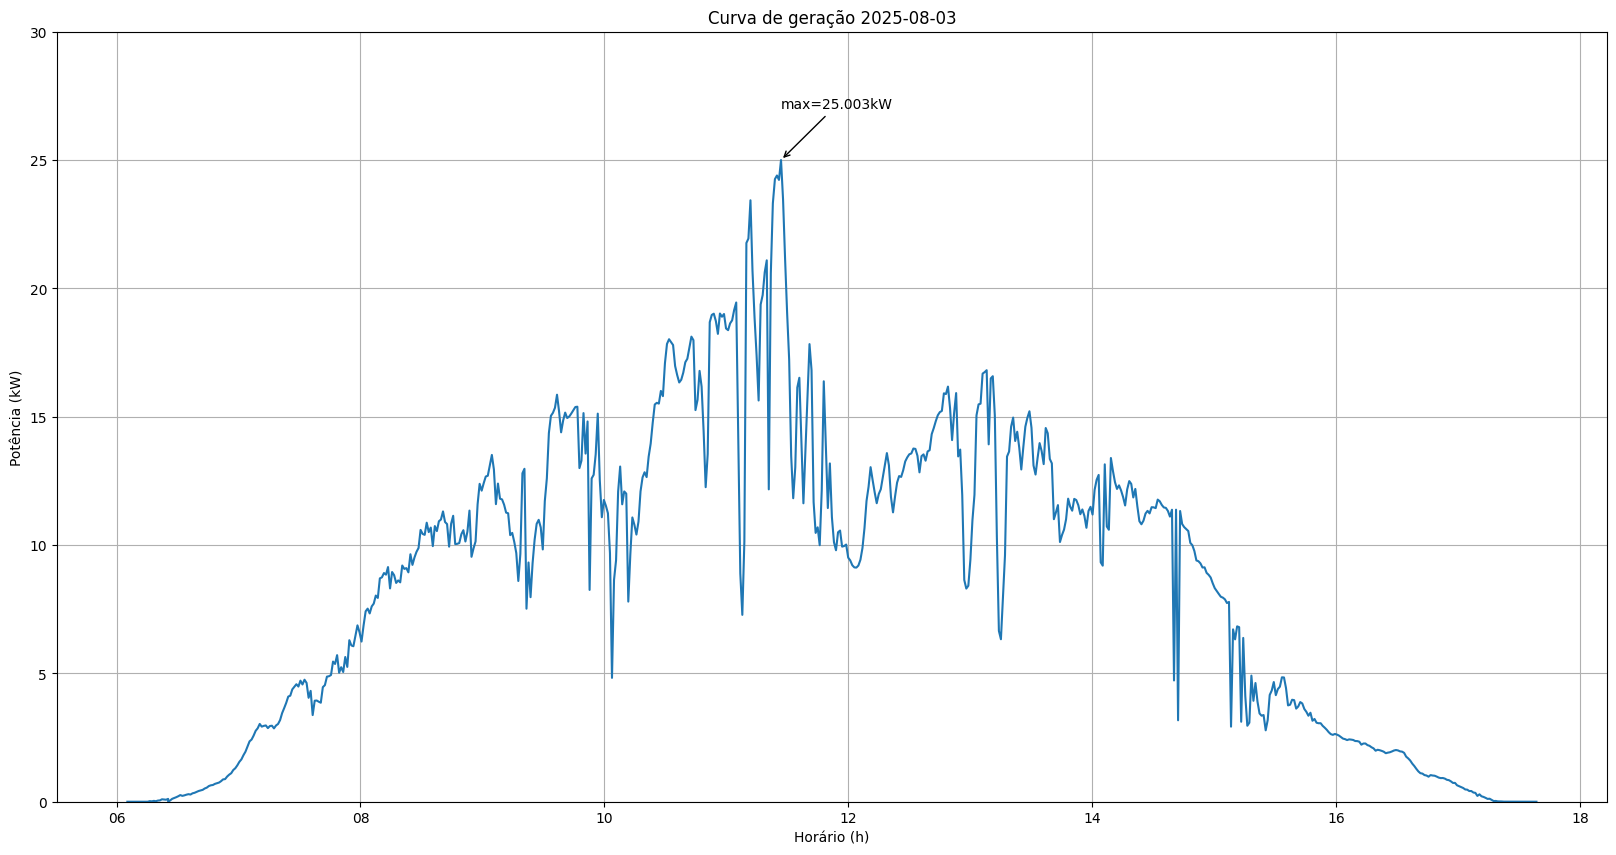 Curva de geração 2025-08-03
30
max=25.003kW
25
20
15
10
5
0
Potência (kW)
06 08 10 12 14 16 18
Horário (h)